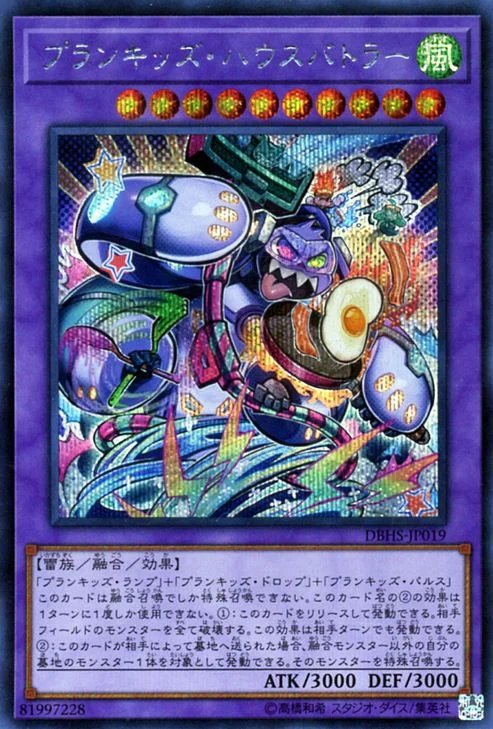 プランキッズ・ハウスバトラー
風
DBHS-JP019
【雷族／融合／効果】
「プランキッズ・ランプ」＋「プランキッズ・ドロップ」＋「プランキッズ・パルス」
このカードは融合召喚でしか特殊召喚できない。このカード名の②の効果は
1ターンに1度しか使用できない。①：このカードをリリースして発動できる。相手
フィールドのモンスターを全て破壊する。この効果は相手ターンでも発動できる。
②：このカードが相手によって墓地へ送られた場合、融合モンスター以外の自分の
墓地のモンスター1体を対象として発動できる。そのモンスターを特殊召喚する。
ATK/3000 DEF/3000
81997228
©高橋和希 スタジオ・ダイス/集英社